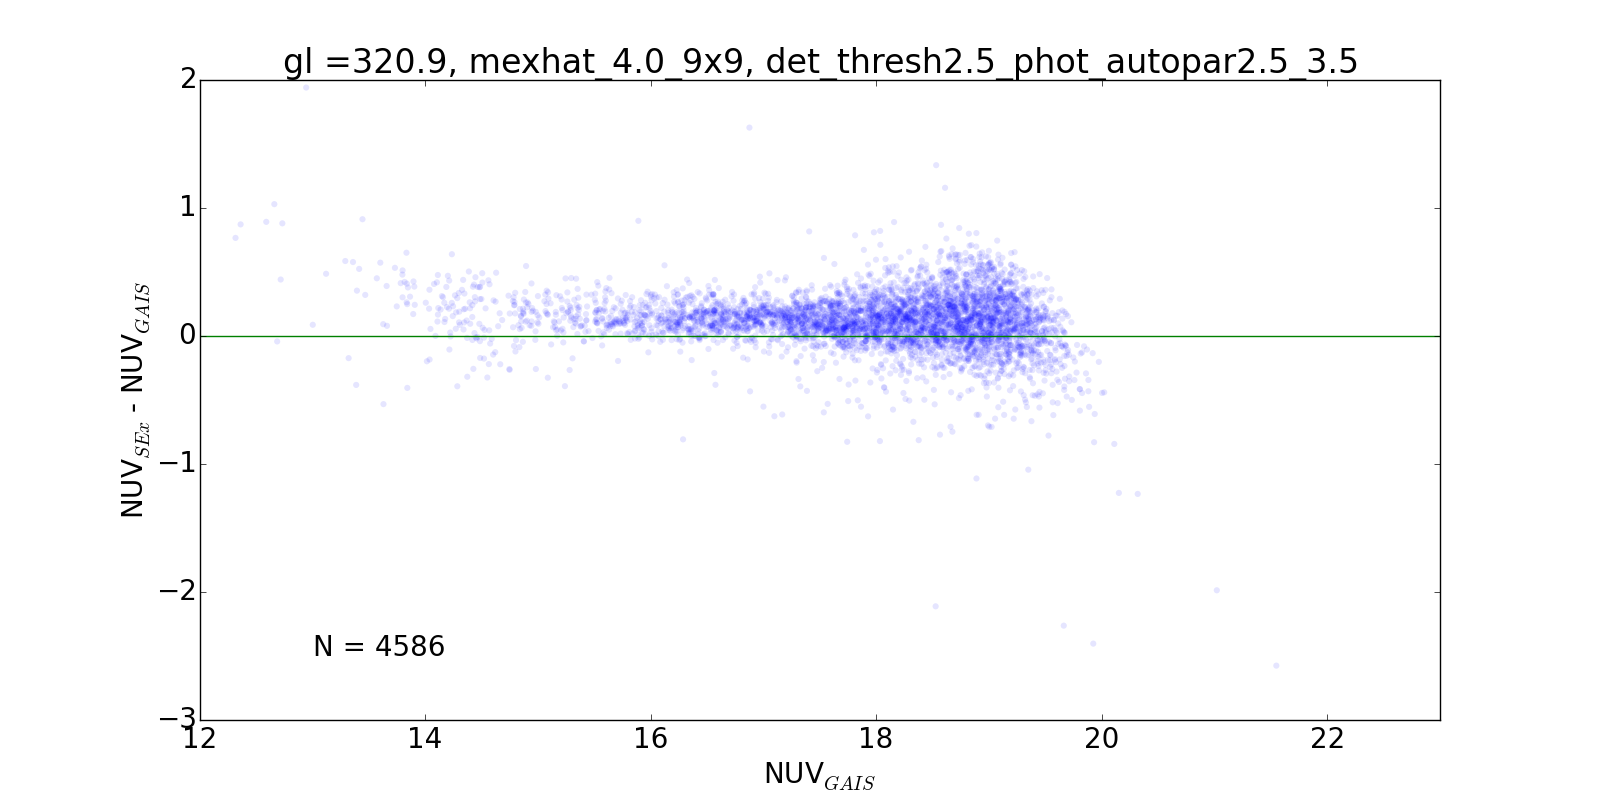 gl =320.9, mexhat_4.0_9x9, det_thresh2.5_phot_autopar2.5_3.5
2
1
0
−1
−2
−3
NUV_SEx - NUV_GAIS
N = 4586
12 14 16 18 20 22
NUV_GAIS